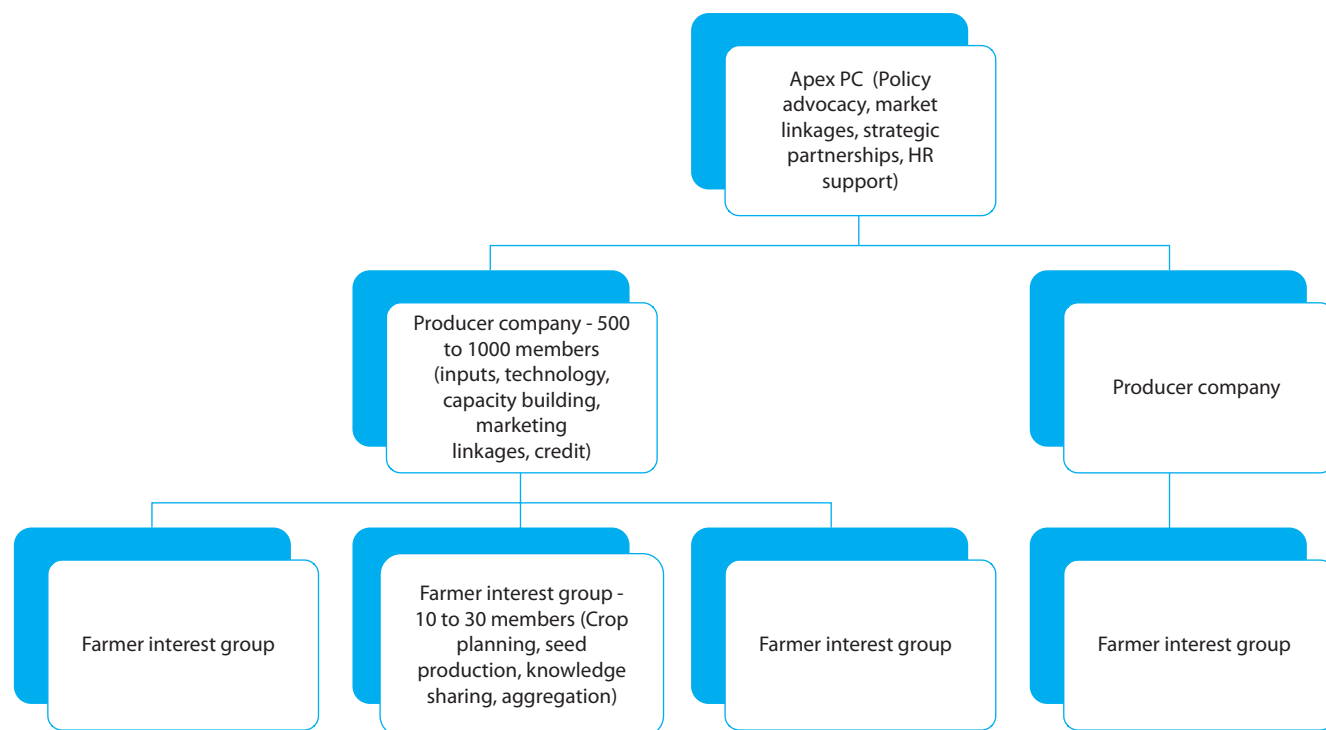 Apex PC  (Policy
advocacy, market
linkages, strategic
partnerships, HR
support)
Producer company - 500
to 1000 members
(inputs, technology,
capacity building,
marketing
linkages, credit)
Producer company
Farmer interest group
Farmer interest group -
10 to 30 members (Crop
planning, seed
production, knowledge
sharing, aggregation)
Farmer interest group
Farmer interest group